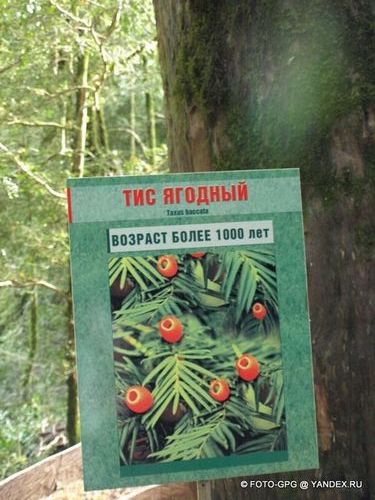 ТИС ЯГОДНЫЙ
Taxus baccata
ВОЗРАСТ БОЛЕЕ 1000 лет
© FOTO-GPG @ YANDEX.RU